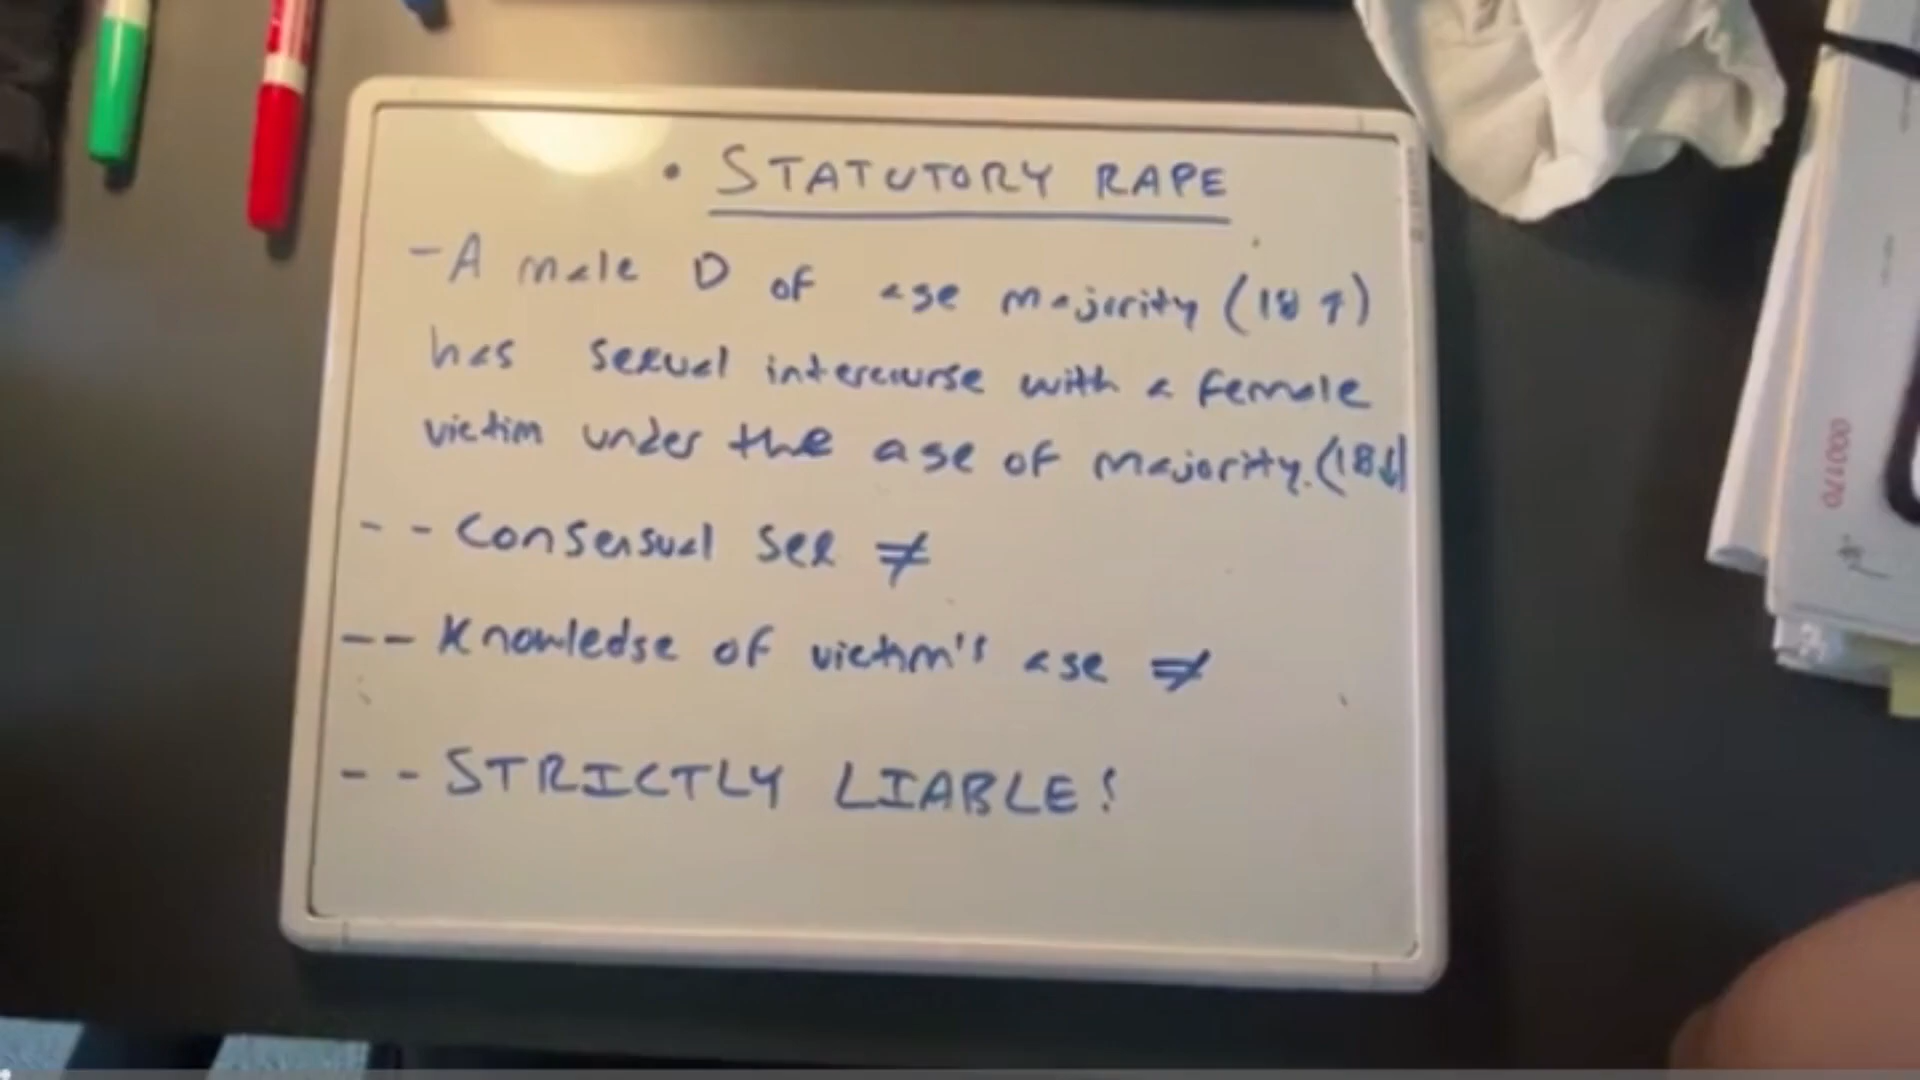 • STATUTORY RAPE
- A male D of age majority (18 ↑)
has sexual intercourse with a female
victim under the age of majority. (18↓)
-- Consensual sex ≠
-- Knowledge of victim's age ≠
-- STRICTLY LIABLE!
000170